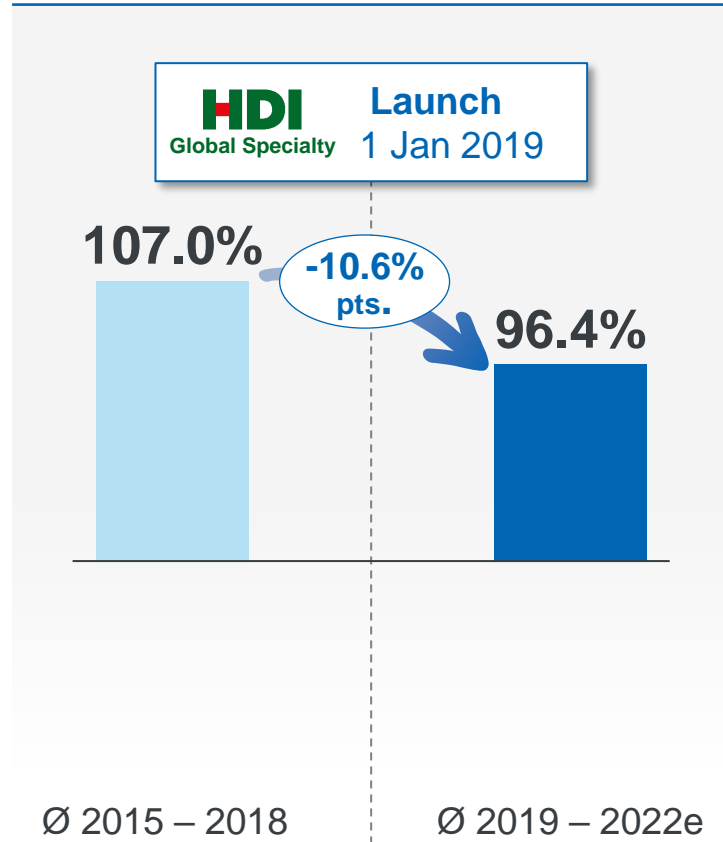 HDI
Global Specialty
Launch
1 Jan 2019
107.0%
-10.6%
pts.
96.4%
Ø 2015 – 2018
Ø 2019 – 2022e